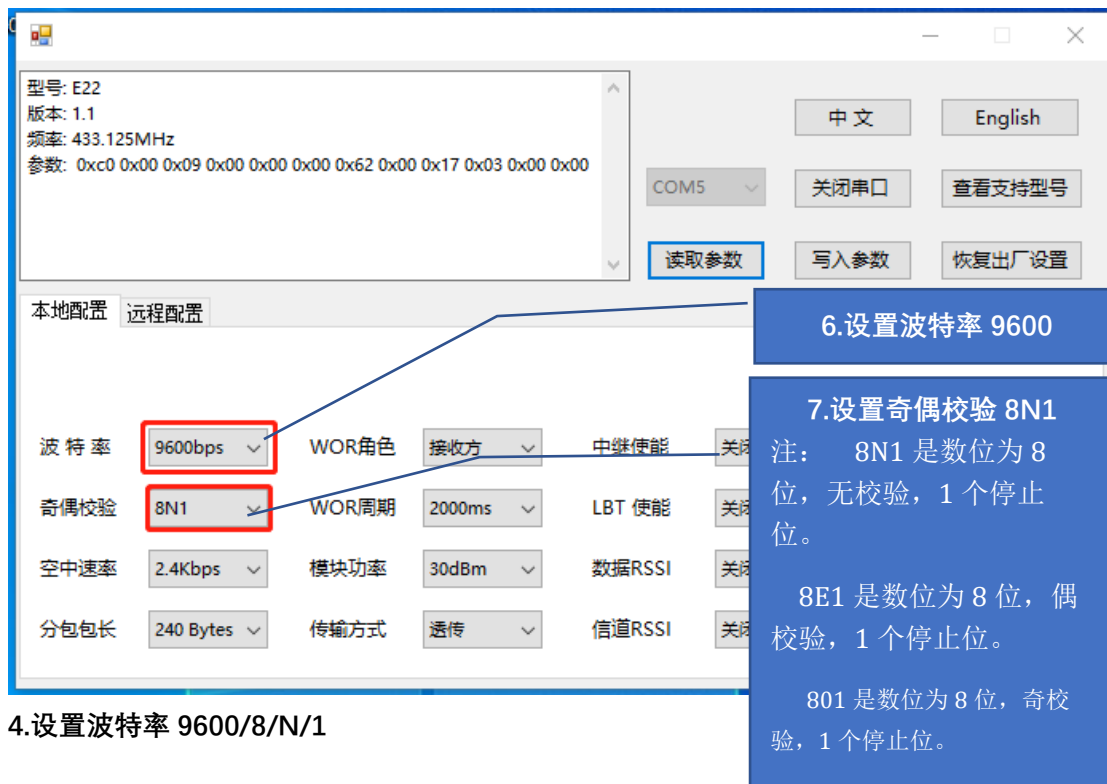 型号: E22
版本: 1.1
频率: 433.125MHz
参数: 0xc0 0x00 0x09 0x00 0x00 0x00 0x62 0x00 0x17 0x03 0x00 0x00
中文
English
COM5
关闭串口
查看支持型号
读取参数
写入参数
恢复出厂设置
本地配置 远程配置
6.设置波特率 9600
波特率 9600bps WOR角色 接收方 中继使能 关
奇偶校验 8N1 WOR周期 2000ms LBT 使能 关
空中速率 2.4Kbps 模块功率 30dBm 数据RSSI 关
分包包长 240 Bytes 传输方式 透传 信道RSSI 关
7.设置奇偶校验 8N1
注： 8N1 是数位为 8
位，无校验，1 个停止
位。
8E1 是数位为 8 位，偶
校验，1 个停止位。
801 是数位为 8 位，奇校
验，1 个停止位。
4.设置波特率 9600/8/N/1